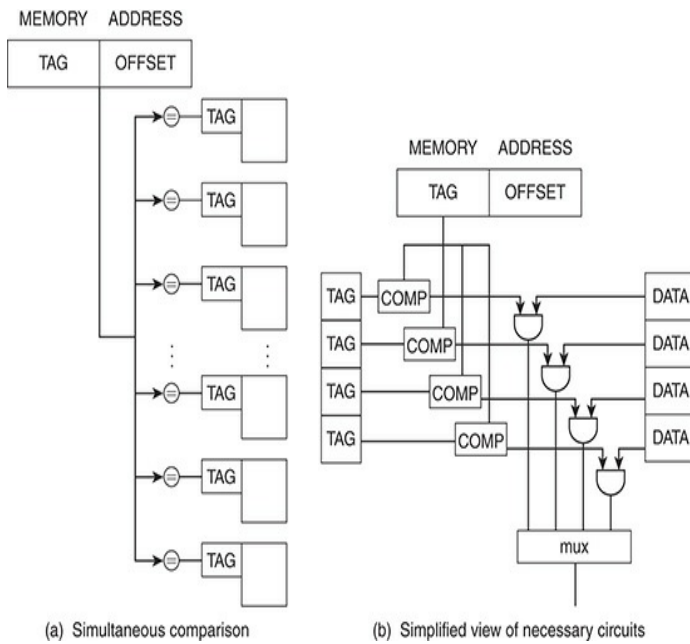 MEMORY ADDRESS
TAG OFFSET
= TAG
= TAG
= TAG
= TAG
= TAG
= TAG
(a) Simultaneous comparison
MEMORY ADDRESS
TAG OFFSET
TAG COMP DATA
TAG COMP DATA
TAG COMP DATA
TAG COMP DATA
mux
(b) Simplified view of necessary circuits